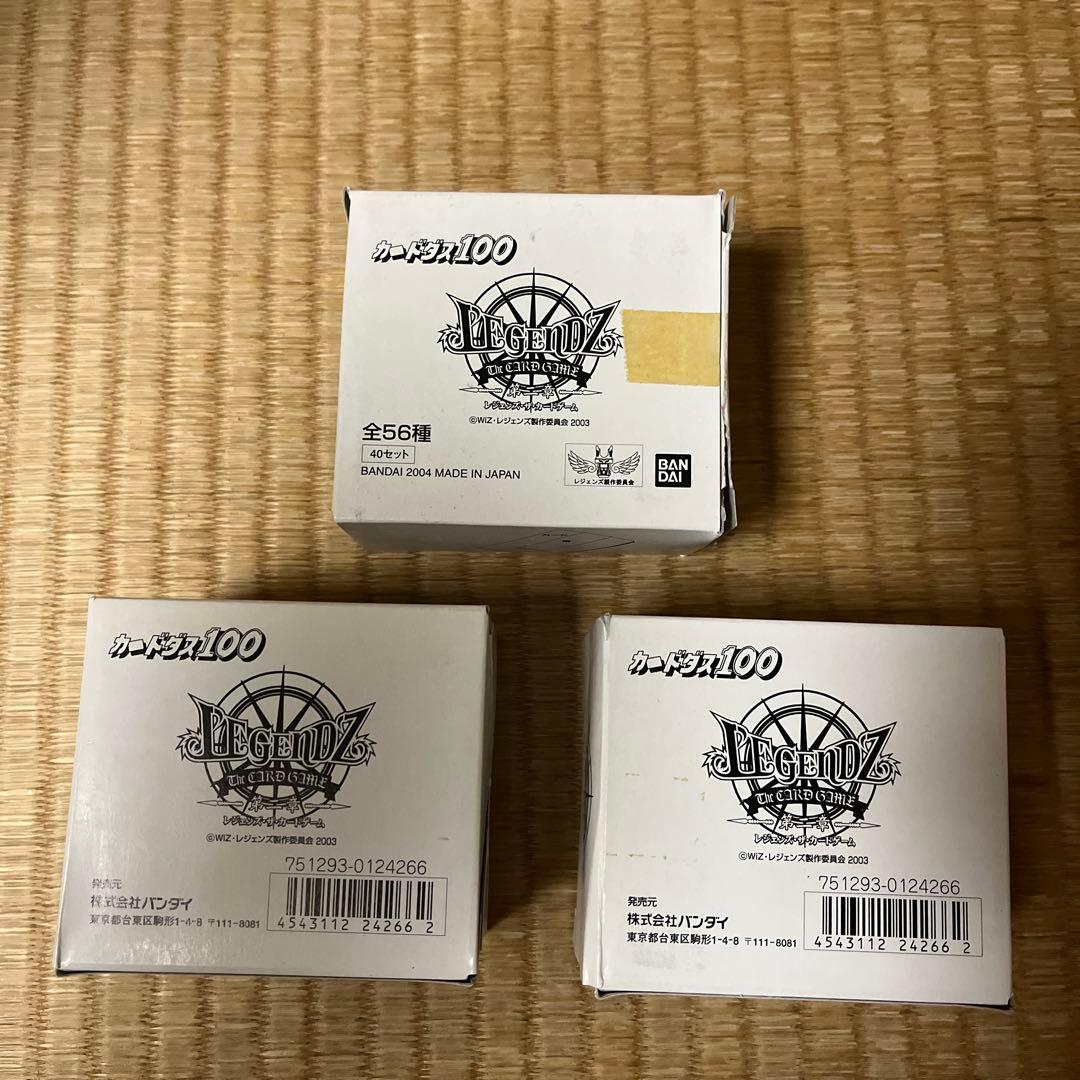 カードダス100
LEGENDZ
The CARD GAME
第一章
レジェンズ・ザ・カードゲーム
©WiZ・レジェンズ製作委員会 2003
全56種
40セット
BANDAI 2004 MADE IN JAPAN
レジェンズ製作委員会
BAN
DAI
カードダス100
LEGENDZ
The CARD GAME
第一章
レジェンズ・ザ・カードゲーム
©WiZ・レジェンズ製作委員会 2003
751293-0124266
発売元
株式会社バンダイ
東京都台東区駒形1-4-8 〒111-8081
4543112 24266 2
カードダス100
LEGENDZ
The CARD GAME
第一章
レジェンズ・ザ・カードゲーム
©WiZ・レジェンズ製作委員会 2003
751293-0124266
発売元
株式会社バンダイ
東京都台東区駒形1-4-8 〒111-8081
4543112 24266 2